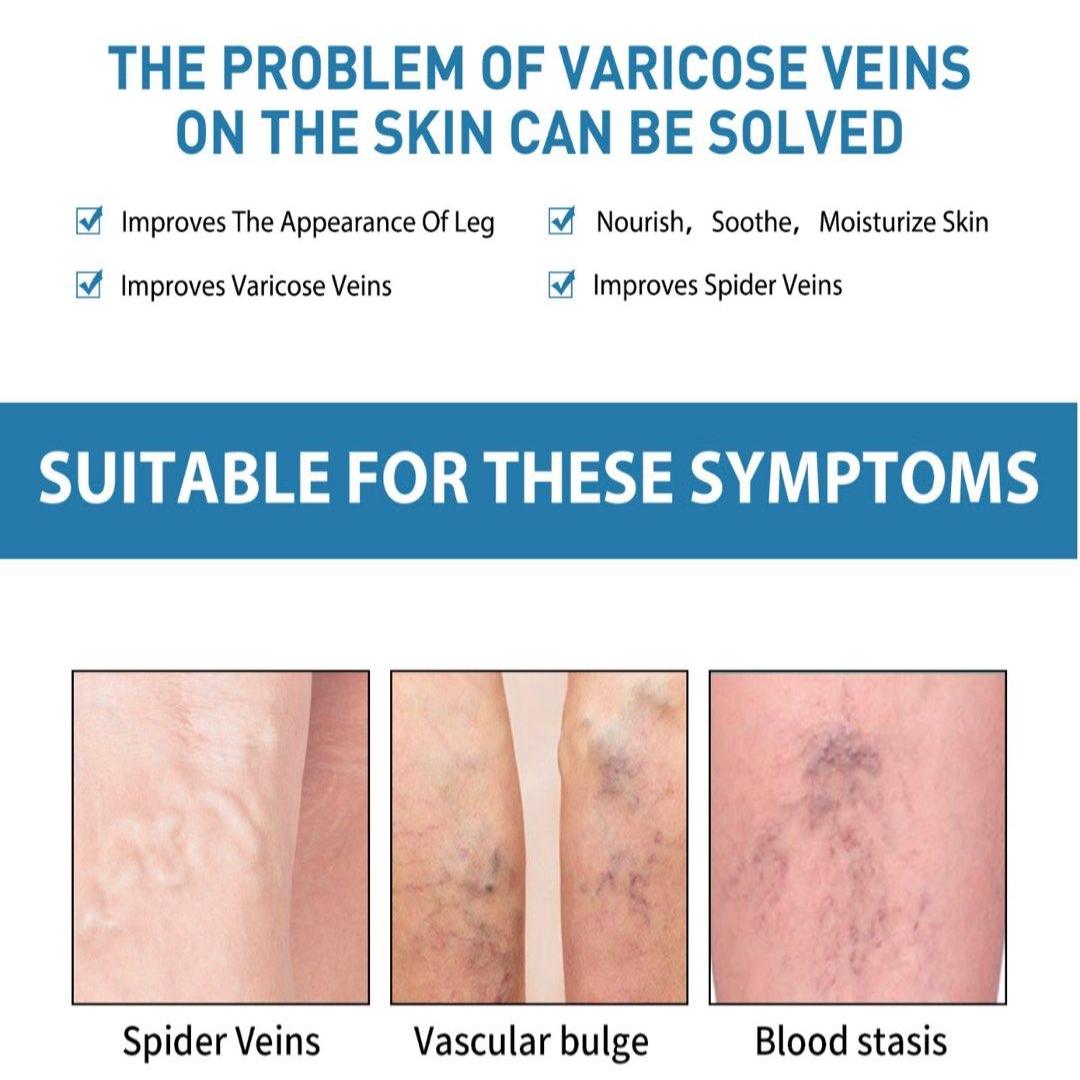 THE PROBLEM OF VARICOSE VEINS
ON THE SKIN CAN BE SOLVED
Improves The Appearance Of Leg
Nourish, Soothe, Moisturize Skin
Improves Varicose Veins
Improves Spider Veins
SUITABLE FOR THESE SYMPTOMS
Spider Veins
Vascular bulge
Blood stasis